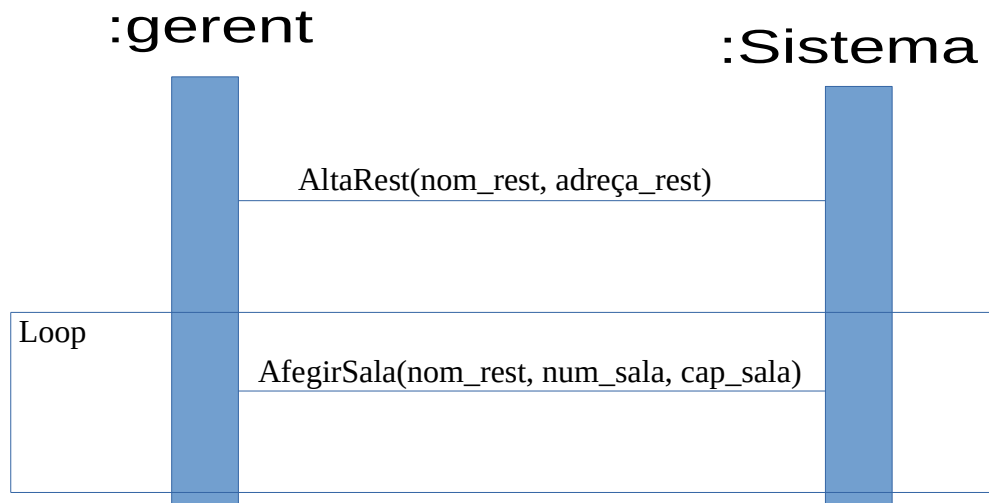 :gerent
:Sistema
AltaRest(nom_rest, adreça_rest)
Loop
AfegirSala(nom_rest, num_sala, cap_sala)